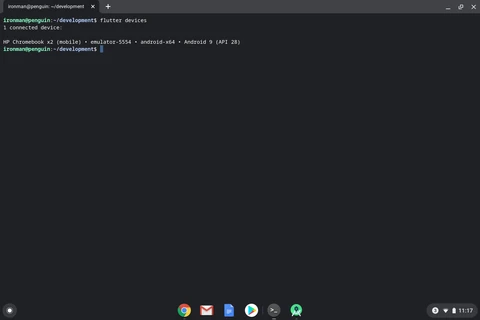 ironman@penguin: ~/development
ironman@penguin:~/development$ flutter devices
1 connected device:
HP Chromebook x2 (mobile) • emulator-5554 • android-x64 • Android 9 (API 28)
ironman@penguin:~/development$
11:17